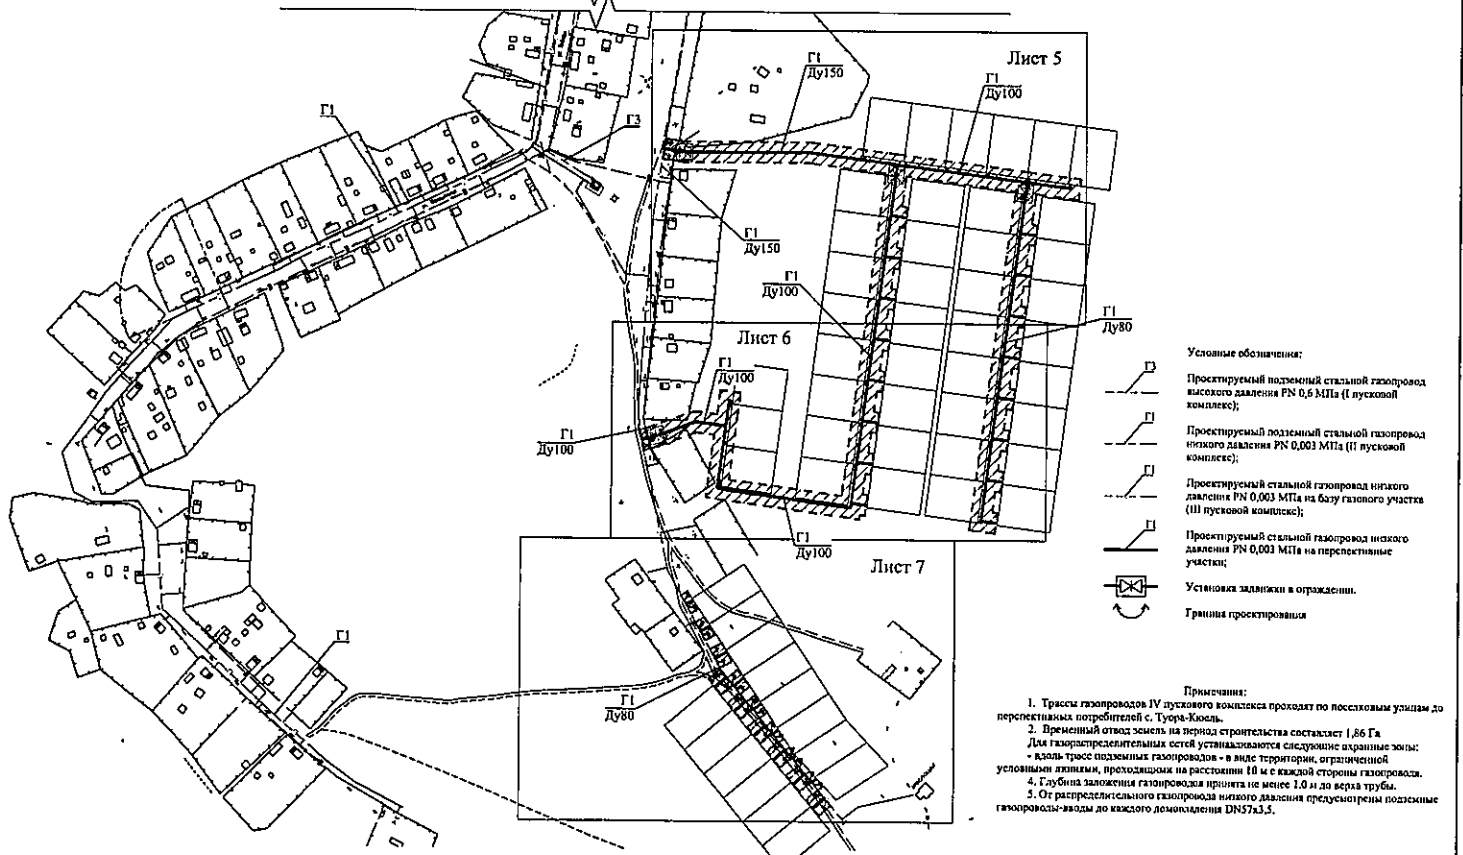 Лист 5
Г1
Ду150
Г1
Ду100
Г1
Г3
Г1
Ду150
Г1
Ду100
Г1
Ду80
Лист 6
Г1
Ду100
Г1
Ду100
Г1
Ду100
Лист 7
Г1
Г1
Ду80
Условные обозначения:
Г3
Проектируемый подземный стальной газопровод
высокого давления PN 0,6 МПа (I пусковой
комплекс);
Г1
Проектируемый подземный стальной газопровод
низкого давления PN 0,003 МПа (II пусковой
комплекс);
Г1
Проектируемый стальной газопровод низкого
давления PN 0,003 МПа на базу газового участка
(III пусковой комплекс);
Г1
Проектируемый стальной газопровод низкого
давления PN 0,003 МПа на перспективные
участки;
Установка задвижки в ограждении.
Граница проектирования
Примечания:
1. Трассы газопроводов IV пускового комплекса проходят по поселковым улицам до
перспективных потребителей с. Туора-Кюель.
2. Временный отвод земель на период строительства составляет 1,86 Га
Для газораспределительных сетей устанавливаются следующие охранные зоны:
- вдоль трасс подземных газопроводов - в виде территории, ограниченной
условными линиями, проходящими на расстоянии 10 м с каждой стороны газопровода.
4. Глубина заложения газопроводов принята не менее 1.0 м до верха трубы.
5. От распределительного газопровода низкого давления предусмотрены подземные
газопроводы-вводы до каждого домовладения DN57x3,5.